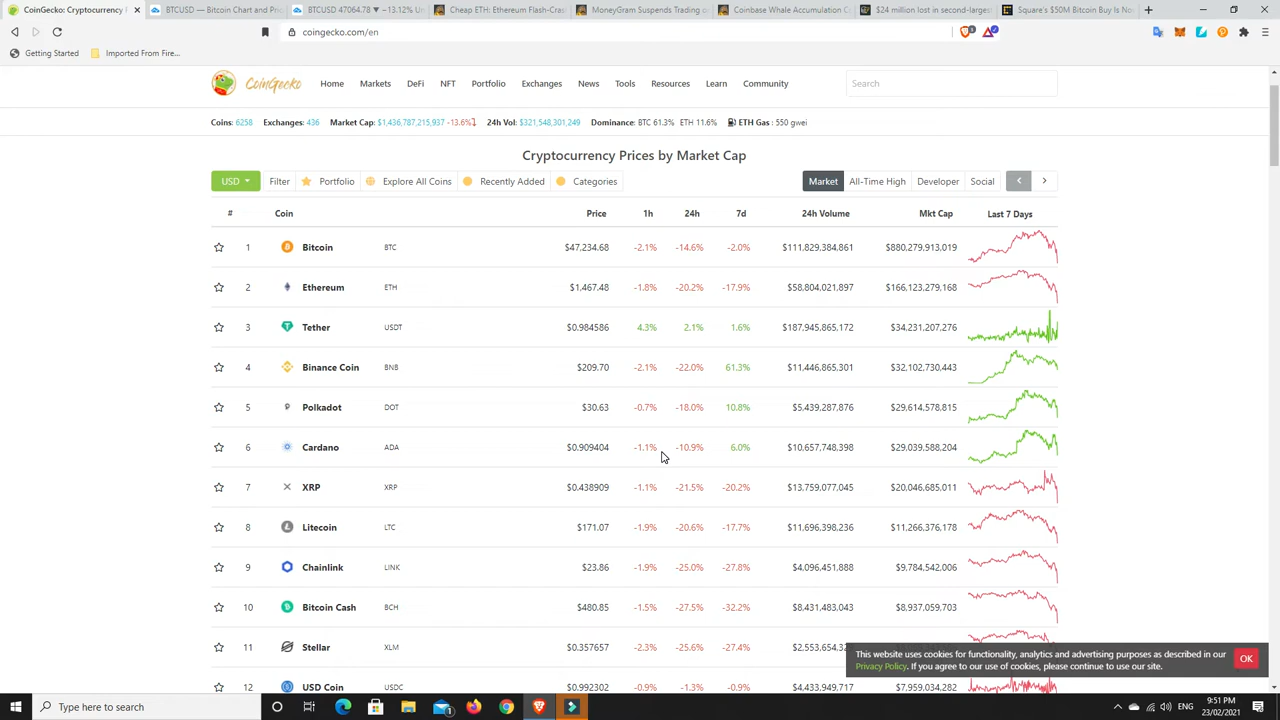 CoinGecko: Cryptocurrency P
BTCUSD — Bitcoin Chart and Pric
BTCUSD 47064.78 ▼ −13.12% Un
Cheap ETH: Ethereum Flash-Cras
MoneyGram Suspends Trading o
Coinbase Whale Accumulation C
$24 million lost in second-largest
Square's $50M Bitcoin Buy Is No
coingecko.com/en
Getting Started Imported From Fire...
CoinGecko Home Markets DeFi NFT Portfolio Exchanges News Tools Resources Learn Community Search
Coins: 6258 Exchanges: 436 Market Cap: $1,436,787,215,937 -13.6% 24h Vol: $321,548,301,249 Dominance: BTC 61.3% ETH 11.6% ETH Gas: 550 gwei
Cryptocurrency Prices by Market Cap
USD Filter Portfolio Explore All Coins Recently Added Categories Market All-Time High Developer Social
# Coin Price 1h 24h 7d 24h Volume Mkt Cap Last 7 Days
1 Bitcoin BTC $47,234.68 -2.1% -14.6% -2.0% $111,829,384,861 $880,279,913,019
2 Ethereum ETH $1,467.48 -1.8% -20.2% -17.9% $58,804,021,897 $166,123,279,168
3 Tether USDT $0.984586 4.3% 2.1% 1.6% $187,945,865,172 $34,231,207,276
4 Binance Coin BNB $209.70 -2.1% -22.0% 61.3% $11,446,865,301 $32,102,730,443
5 Polkadot DOT $30.63 -0.7% -18.0% 10.8% $5,439,287,876 $29,614,578,815
6 Cardano ADA $0.909404 -1.1% -10.9% 6.0% $10,657,748,398 $29,039,588,204
7 XRP XRP $0.438909 -1.1% -21.5% -20.2% $13,759,077,045 $20,046,685,011
8 Litecoin LTC $171.07 -1.9% -20.6% -17.7% $11,696,398,236 $11,266,376,178
9 Chainlink LINK $23.86 -1.9% -25.0% -27.8% $4,096,451,888 $9,784,542,006
10 Bitcoin Cash BCH $480.85 -1.5% -27.5% -32.2% $8,431,483,043 $8,937,059,703
11 Stellar XLM $0.357657 -2.3% -25.6% -27.4% $2,553,654,32
12 USD Coin USDC $0.992302 -0.9% -1.3% -0.9% $4,433,949,717 $7,959,034,282
This website uses cookies for functionality, analytics and advertising purposes as described in our
Privacy Policy. If you agree to our use of cookies, please continue to use our site.
OK
Type here to search
ENG
9:51 PM
23/02/2021